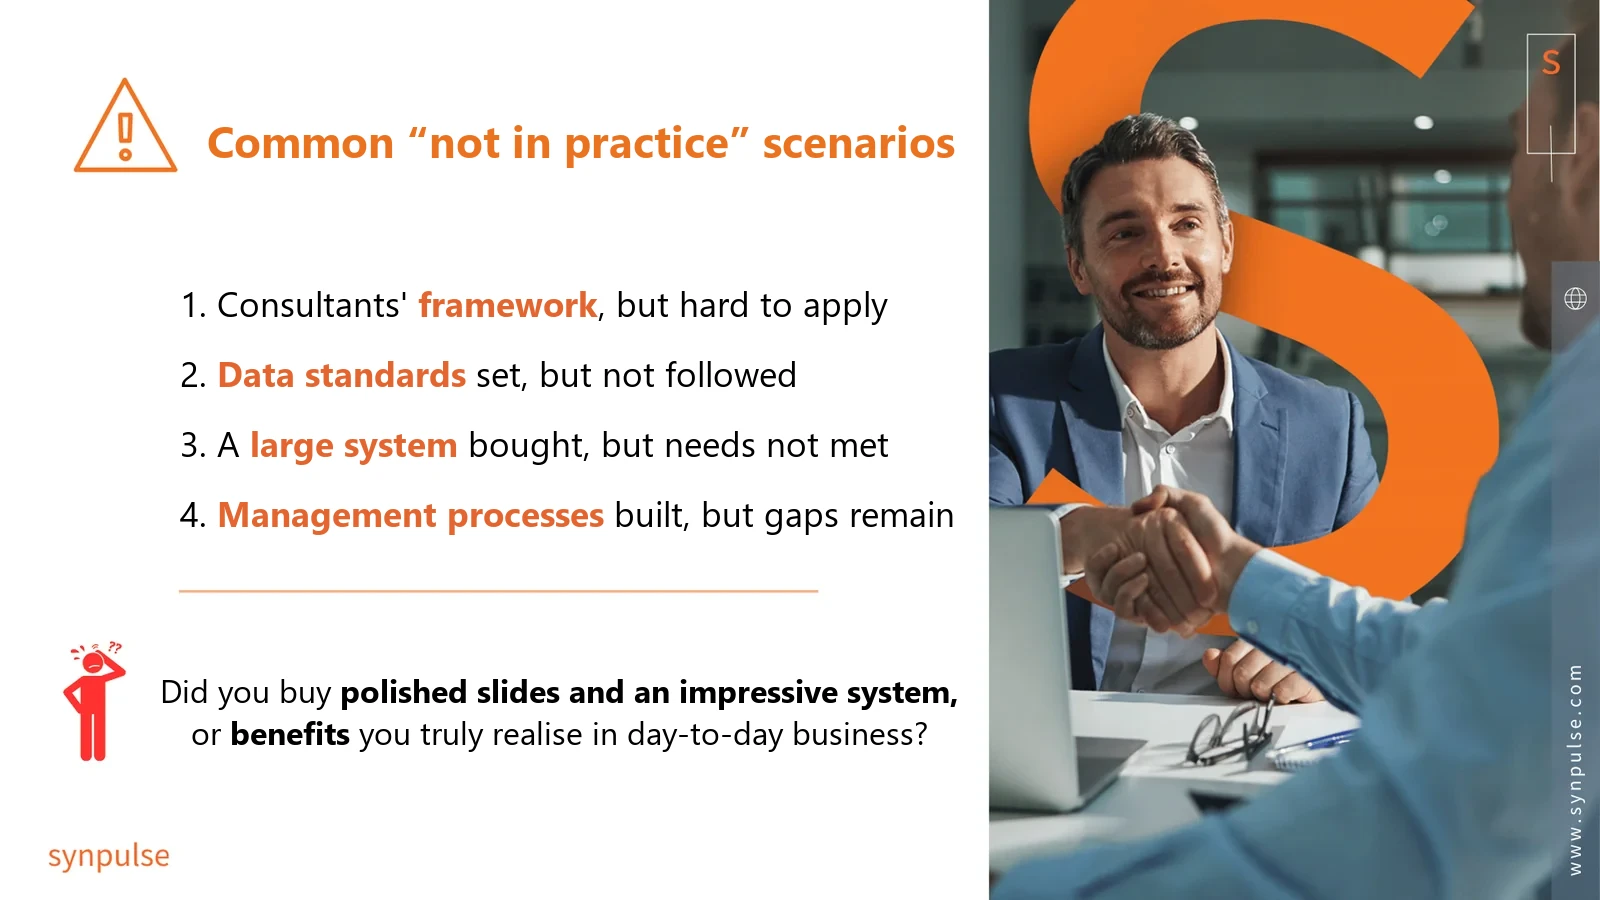 Common “not in practice” scenarios
1. Consultants' framework, but hard to apply
2. Data standards set, but not followed
3. A large system bought, but needs not met
4. Management processes built, but gaps remain
??
Did you buy polished slides and an impressive system,
or benefits you truly realise in day-to-day business?
synpulse
S
www.synpulse.com